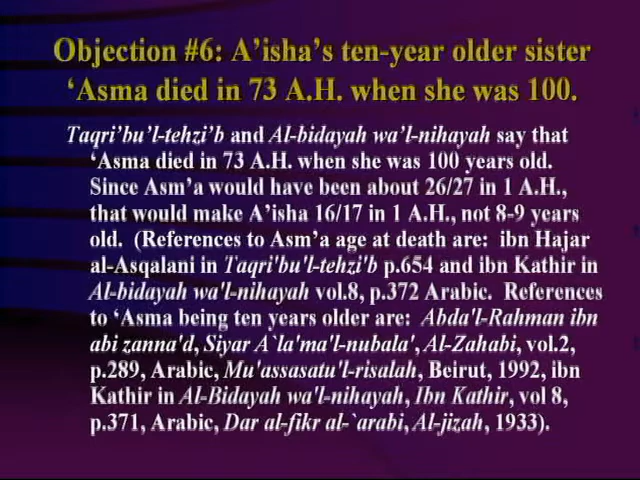 Objection #6: A’isha’s ten-year older sister
‘Asma died in 73 A.H. when she was 100.
Taqri’bu’l-tehzi’b and Al-bidayah wa’l-nihayah say that
‘Asma died in 73 A.H. when she was 100 years old.
Since Asm’a would have been about 26/27 in 1 A.H.,
that would make A’isha 16/17 in 1 A.H., not 8-9 years
old. (References to Asm’a age at death are: ibn Hajar
al-Asqalani in Taqri'bu'l-tehzi'b p.654 and ibn Kathir in
Al-bidayah wa'l-nihayah vol.8, p.372 Arabic. References
to ‘Asma being ten years older are: Abda'l-Rahman ibn
abi zanna'd, Siyar A`la'ma'l-nubala', Al-Zahabi, vol.2,
p.289, Arabic, Mu'assasatu'l-risalah, Beirut, 1992, ibn
Kathir in Al-Bidayah wa'l-nihayah, Ibn Kathir, vol 8,
p.371, Arabic, Dar al-fikr al-`arabi, Al-jizah, 1933).